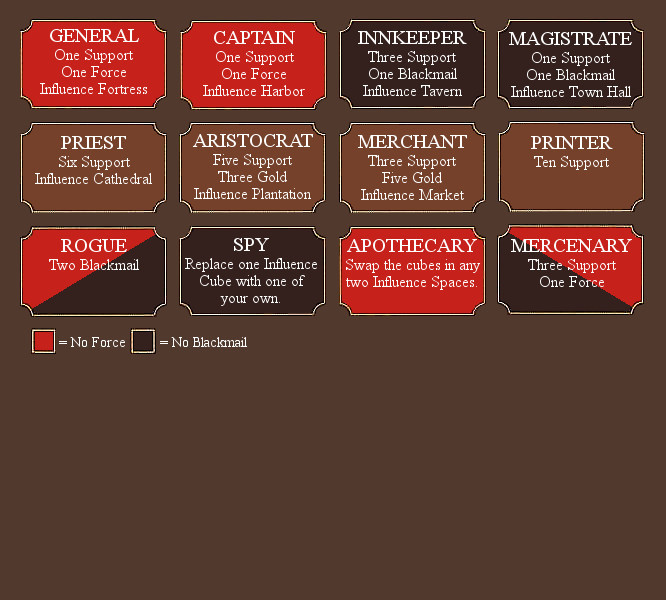 GENERAL
One Support
One Force
Influence Fortress
CAPTAIN
One Support
One Force
Influence Harbor
INNKEEPER
Three Support
One Blackmail
Influence Tavern
MAGISTRATE
One Support
One Blackmail
Influence Town Hall
PRIEST
Six Support
Influence Cathedral
ARISTOCRAT
Five Support
Three Gold
Influence Plantation
MERCHANT
Three Support
Five Gold
Influence Market
PRINTER
Ten Support
ROGUE
Two Blackmail
SPY
Replace one Influence
Cube with one of
your own.
APOTHECARY
Swap the cubes in any
two Influence Spaces.
MERCENARY
Three Support
One Force
= No Force
= No Blackmail